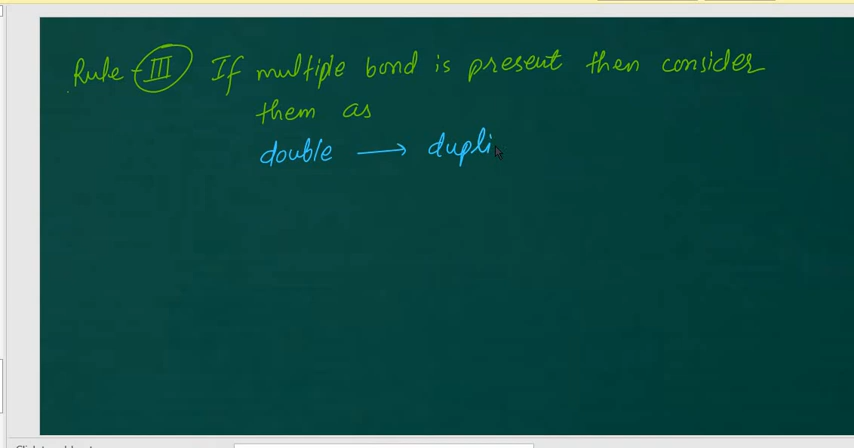 Rule - III If multiple bond is present then consider
them as
double → dupli